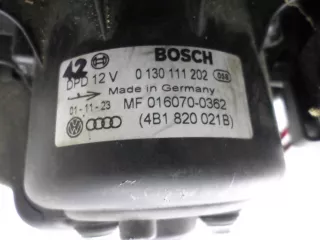 42 BOSCH
DPD 12 V 0 130 111 202 088
Made in Germany
01-11-23 MF 016070-0362
(4B1 820 021B)